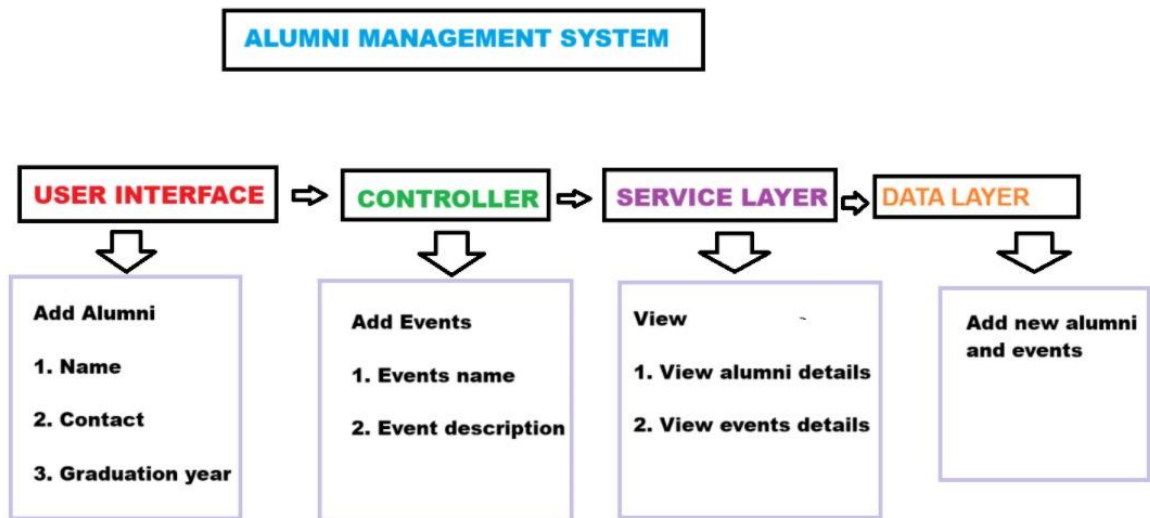 ALUMNI MANAGEMENT SYSTEM
USER INTERFACE
CONTROLLER
SERVICE LAYER
DATA LAYER
Add Alumni
1. Name
2. Contact
3. Graduation year
Add Events
1. Events name
2. Event description
View
1. View alumni details
2. View events details
Add new alumni
and events